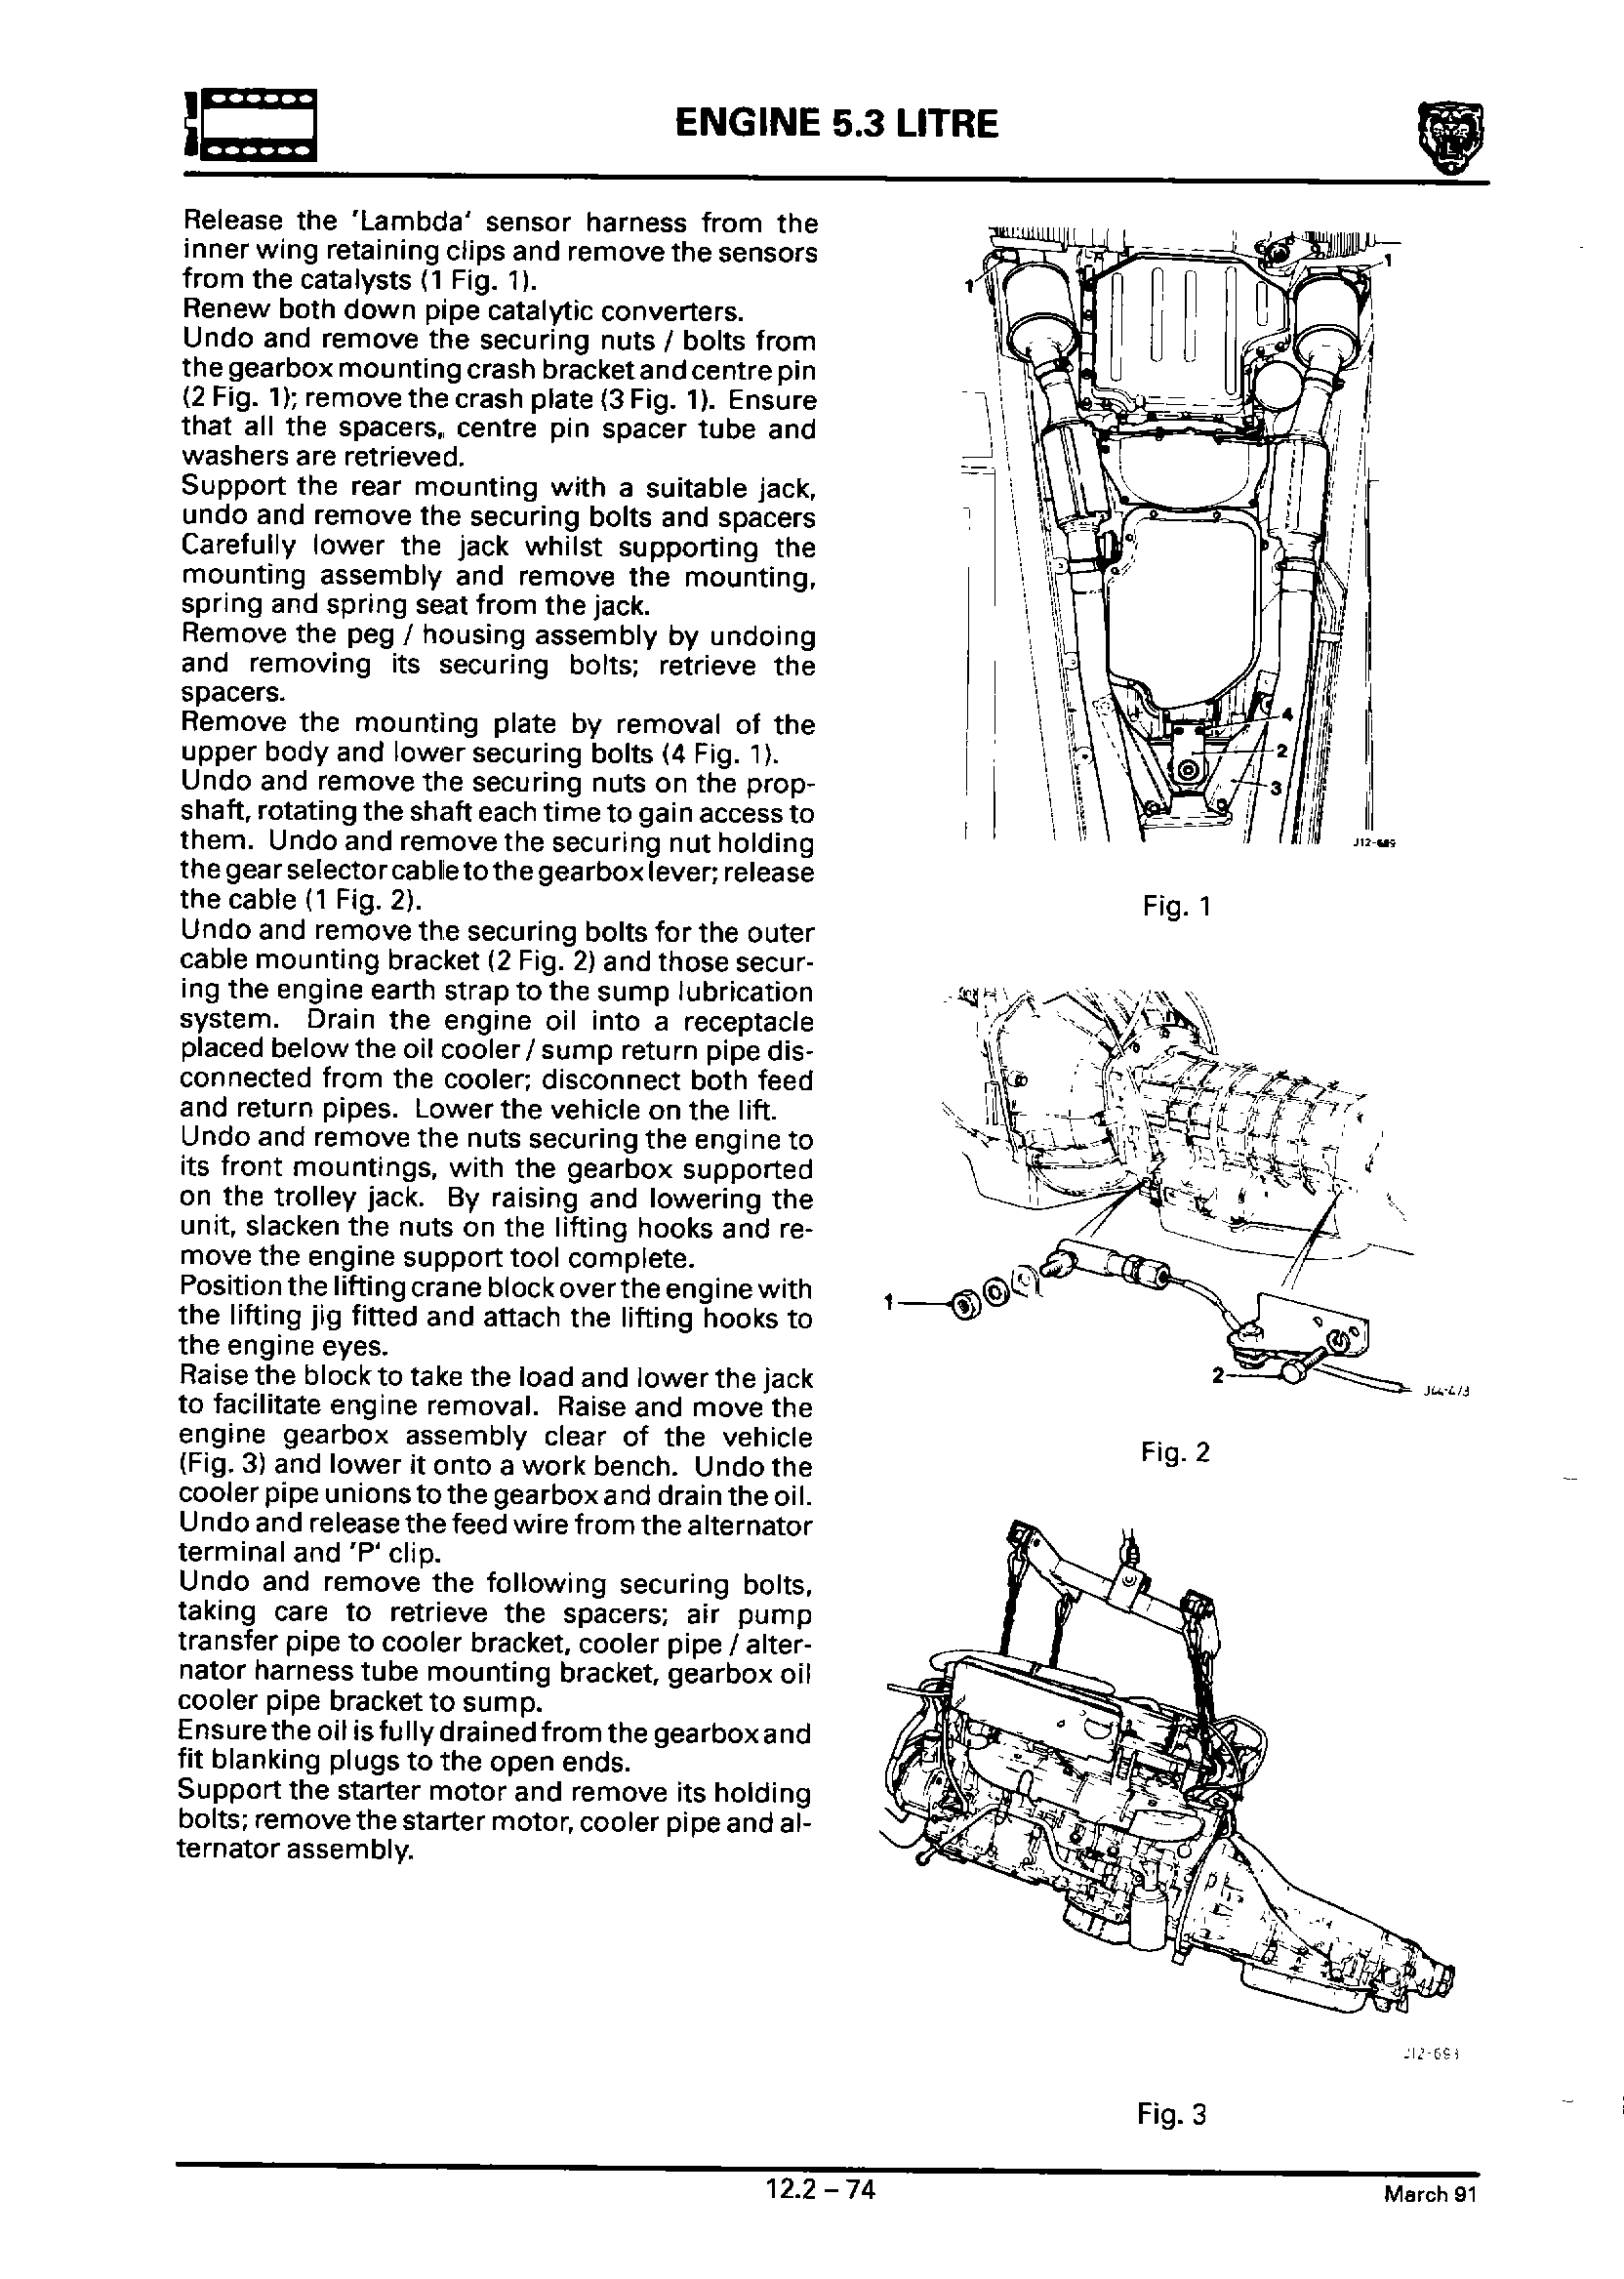 ENGINE 5.3 LITRE
Release the 'Lambda' sensor harness from the
inner wing retaining clips and remove the sensors
from the catalysts (1 Fig. 1).
Renew both down pipe catalytic converters.
Undo and remove the securing nuts / bolts from
the gearbox mounting crash bracket and centre pin
(2 Fig. 1); remove the crash plate (3 Fig. 1). Ensure
that all the spacers,, centre pin spacer tube and
washers are retrieved.
Support the rear mounting with a suitable jack,
undo and remove the securing bolts and spacers
Carefully lower the jack whilst supporting the
mounting assembly and remove the mounting,
spring and spring seat from the jack.
Remove the peg / housing assembly by undoing
and removing its securing bolts; retrieve the
spacers.
Remove the mounting plate by removal of the
upper body and lower securing bolts (4 Fig. 1).
Undo and remove the securing nuts on the prop-
shaft, rotating the shaft each time to gain access to
them. Undo and remove the securing nut holding
the gear selector cable to the gearbox lever; release
the cable (1 Fig. 2).
Undo and remove the securing bolts for the outer
cable mounting bracket (2 Fig. 2) and those secur-
ing the engine earth strap to the sump lubrication
system. Drain the engine oil into a receptacle
placed below the oil cooler / sump return pipe dis-
connected from the cooler; disconnect both feed
and return pipes. Lower the vehicle on the lift.
Undo and remove the nuts securing the engine to
its front mountings, with the gearbox supported
on the trolley jack. By raising and lowering the
unit, slacken the nuts on the lifting hooks and re-
move the engine support tool complete.
Position the lifting crane block over the engine with
the lifting jig fitted and attach the lifting hooks to
the engine eyes.
Raise the block to take the load and lower the jack
to facilitate engine removal. Raise and move the
engine gearbox assembly clear of the vehicle
(Fig. 3) and lower it onto a work bench. Undo the
cooler pipe unions to the gearbox and drain the oil.
Undo and release the feed wire from the alternator
terminal and 'P' clip.
Undo and remove the following securing bolts,
taking care to retrieve the spacers; air pump
transfer pipe to cooler bracket, cooler pipe / alter-
nator harness tube mounting bracket, gearbox oil
cooler pipe bracket to sump.
Ensure the oil is fully drained from the gearbox and
fit blanking plugs to the open ends.
Support the starter motor and remove its holding
bolts; remove the starter motor, cooler pipe and al-
ternator assembly.
1
1
4
2
3
Fig. 1
1
2
Fig. 2
Fig. 3
12.2 – 74
March 91